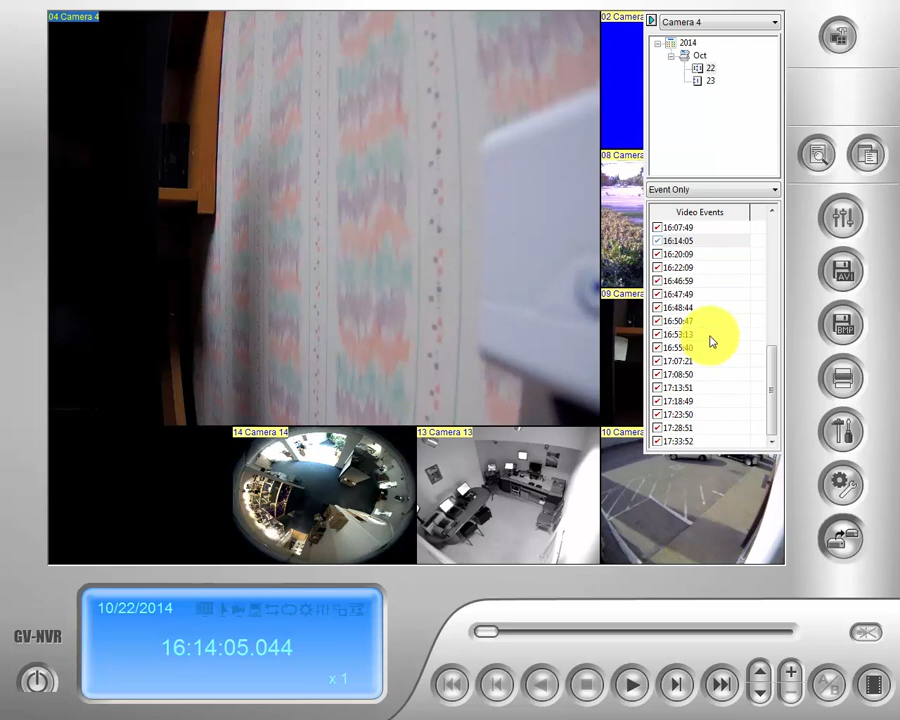 04 Camera 4
02 Camera
08 Camera
09 Camera
14 Camera 14
13 Camera 13
10 Camera
Camera 4
2014
Oct
22
23
Event Only
Video Events
16:07:49
16:14:05
16:20:09
16:22:09
16:46:59
16:47:49
16:48:44
16:50:47
16:53:13
16:55:40
17:07:21
17:08:50
17:13:51
17:18:49
17:23:50
17:28:51
17:33:52
AVI
BMP
GV-NVR
10/22/2014
16:14:05.044
x 1
A/B